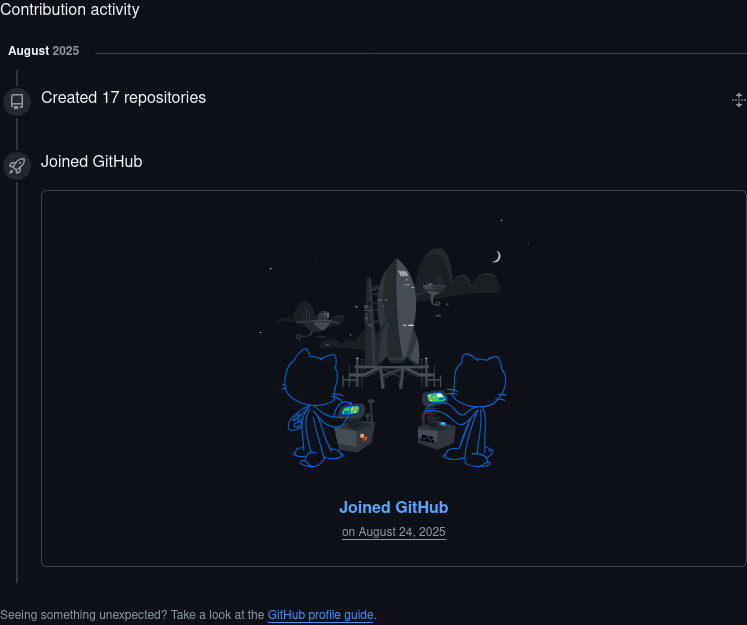 Contribution activity
August 2025
Created 17 repositories
Joined GitHub
Joined GitHub
on August 24, 2025
Seeing something unexpected? Take a look at the GitHub profile guide.